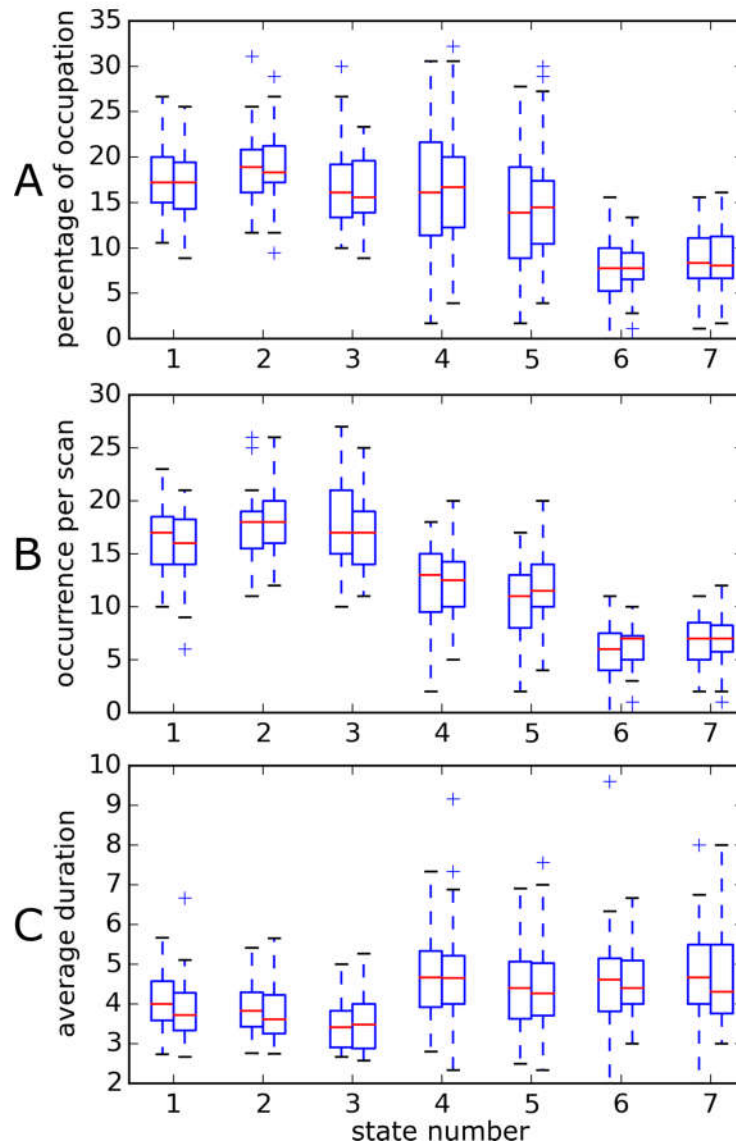 A
percentage of occupation
35
30
25
20
15
10
5
0
1 2 3 4 5 6 7
B
occurrence per scan
30
25
20
15
10
5
0
1 2 3 4 5 6 7
C
average duration
10
9
8
7
6
5
4
3
2
1 2 3 4 5 6 7
state number